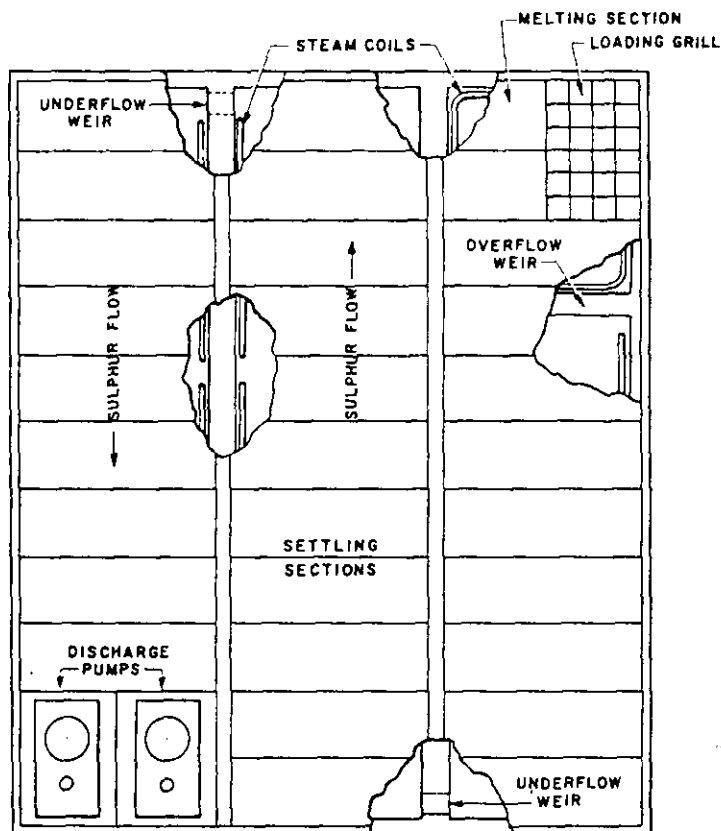 MELTING SECTION
STEAM COILS
LOADING GRILL
UNDERFLOW
WEIR
OVERFLOW
WEIR
SULPHUR FLOW
SULPHUR FLOW
SETTLING
SECTIONS
DISCHARGE
PUMPS
UNDERFLOW
WEIR